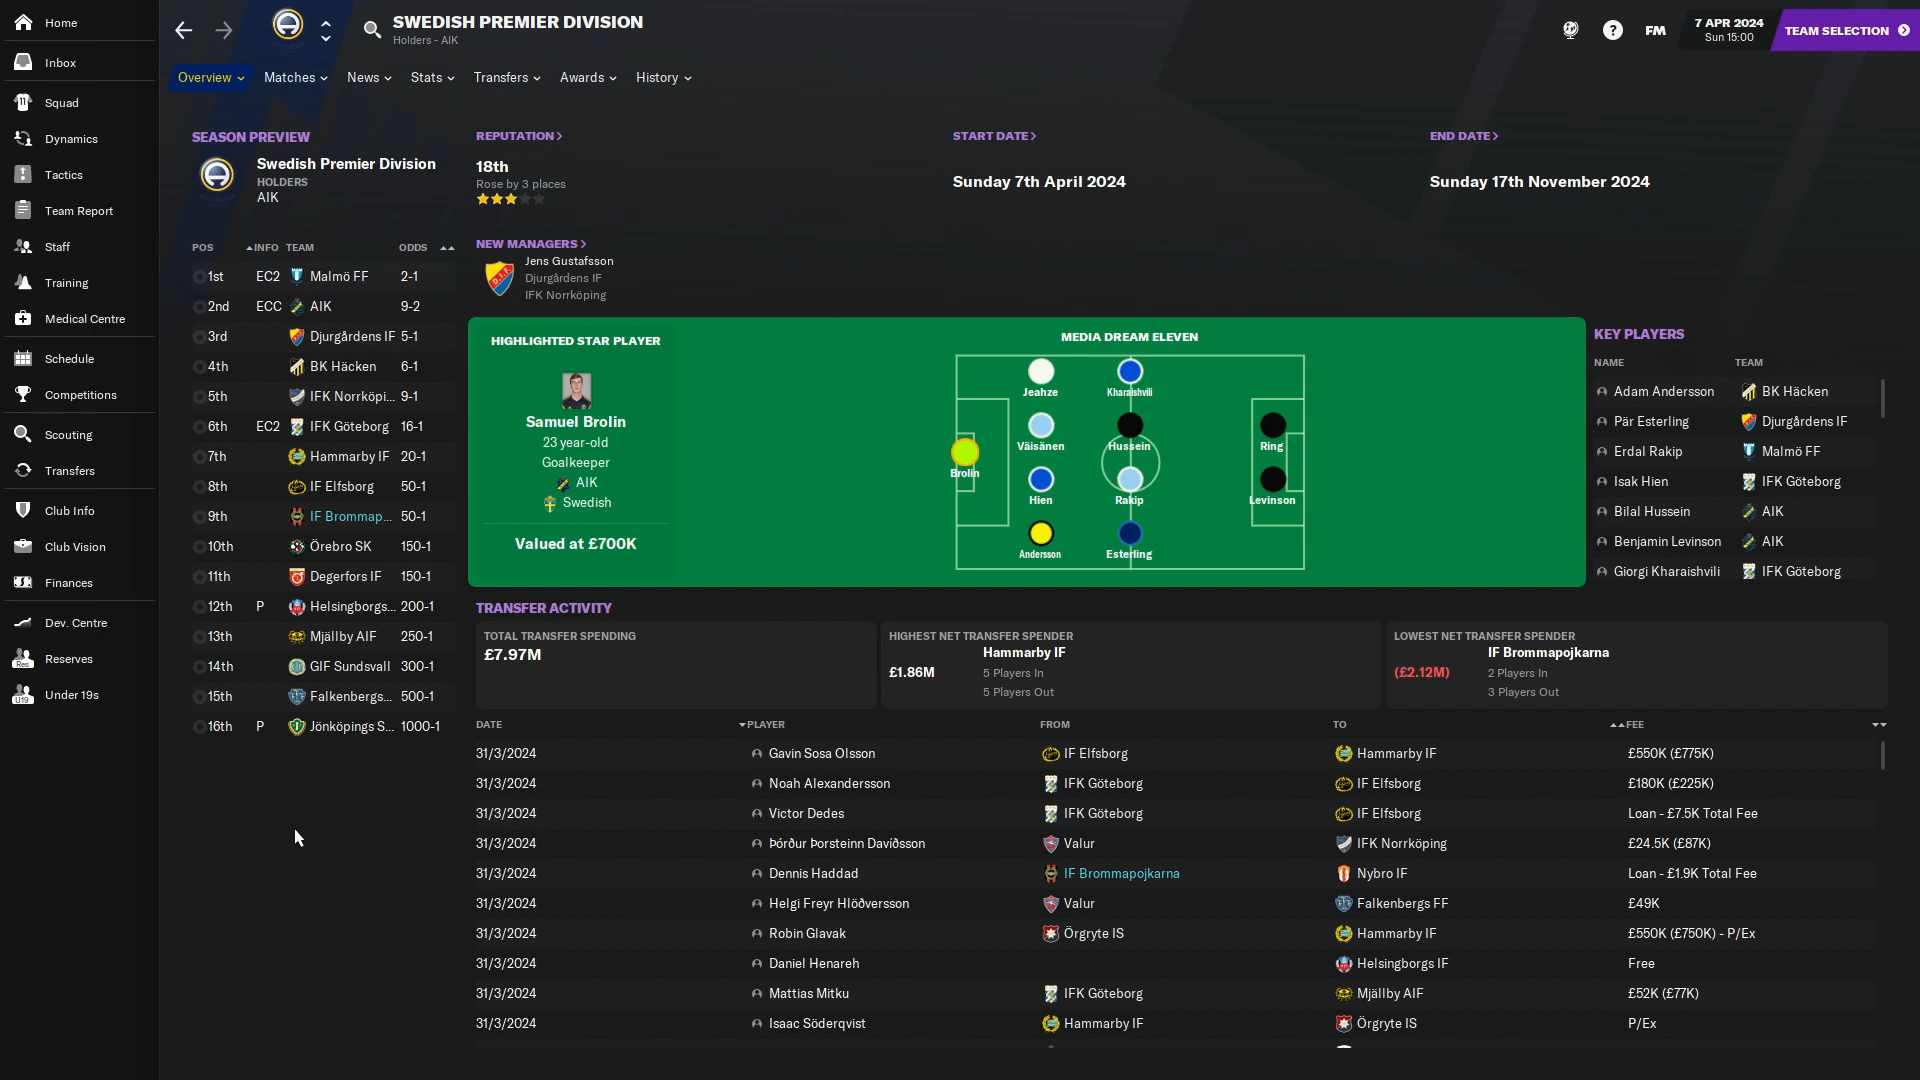 Home
Inbox
Squad
Dynamics
Tactics
Team Report
Staff
Training
Medical Centre
Schedule
Competitions
Scouting
Transfers
Club Info
Club Vision
Finances
Dev. Centre
Res
Reserves
U19
Under 19s
SWEDISH PREMIER DIVISION
Holders - AIK
FM
7 APR 2024
Sun 15:00
TEAM SELECTION
Overview Matches News Stats Transfers Awards History
SEASON PREVIEW
Swedish Premier Division
HOLDERS
AIK
POS INFO TEAM ODDS
1st EC2 Malmö FF 2-1
2nd ECC AIK 9-2
3rd Djurgårdens IF 5-1
4th BK Häcken 6-1
5th IFK Norrköpi... 9-1
6th EC2 IFK Göteborg 16-1
7th Hammarby IF 20-1
8th IF Elfsborg 50-1
9th IF Brommap... 50-1
10th Örebro SK 150-1
11th Degerfors IF 150-1
12th P Helsingborgs... 200-1
13th Mjällby AIF 250-1
14th GIF Sundsvall 300-1
15th Falkenbergs... 500-1
16th P Jönköpings S... 1000-1
REPUTATION
18th
Rose by 3 places
START DATE
Sunday 7th April 2024
END DATE
Sunday 17th November 2024
NEW MANAGERS
Jens Gustafsson
Djurgårdens IF
IFK Norrköping
HIGHLIGHTED STAR PLAYER
Samuel Brolin
23 year-old
Goalkeeper
AIK
Swedish
Valued at £700K
MEDIA DREAM ELEVEN
Jeahze
Kharaishvili
Väisänen
Hussein
Ring
Brolin
Hien
Rakip
Levinson
Andersson
Esterling
KEY PLAYERS
NAME TEAM
Adam Andersson BK Häcken
Pär Esterling Djurgårdens IF
Erdal Rakip Malmö FF
Isak Hien IFK Göteborg
Bilal Hussein AIK
Benjamin Levinson AIK
Giorgi Kharaishvili IFK Göteborg
TRANSFER ACTIVITY
TOTAL TRANSFER SPENDING
£7.97M
HIGHEST NET TRANSFER SPENDER
Hammarby IF
£1.86M
5 Players In
5 Players Out
LOWEST NET TRANSFER SPENDER
IF Brommapojkarna
(£2.12M)
2 Players In
3 Players Out
DATE PLAYER FROM TO FEE
31/3/2024 Gavin Sosa Olsson IF Elfsborg Hammarby IF £550K (£775K)
31/3/2024 Noah Alexandersson IFK Göteborg IF Elfsborg £180K (£225K)
31/3/2024 Victor Dedes IFK Göteborg IF Elfsborg Loan - £7.5K Total Fee
31/3/2024 Þórður Þorsteinn Davíðsson Valur IFK Norrköping £24.5K (£87K)
31/3/2024 Dennis Haddad IF Brommapojkarna Nybro IF Loan - £1.9K Total Fee
31/3/2024 Helgi Freyr Hlöðversson Valur Falkenbergs FF £49K
31/3/2024 Robin Glavak Örgryte IS Hammarby IF £550K (£750K) - P/Ex
31/3/2024 Daniel Henareh Helsingborgs IF Free
31/3/2024 Mattias Mitku IFK Göteborg Mjällby AIF £52K (£77K)
31/3/2024 Isaac Söderqvist Hammarby IF Örgryte IS P/Ex